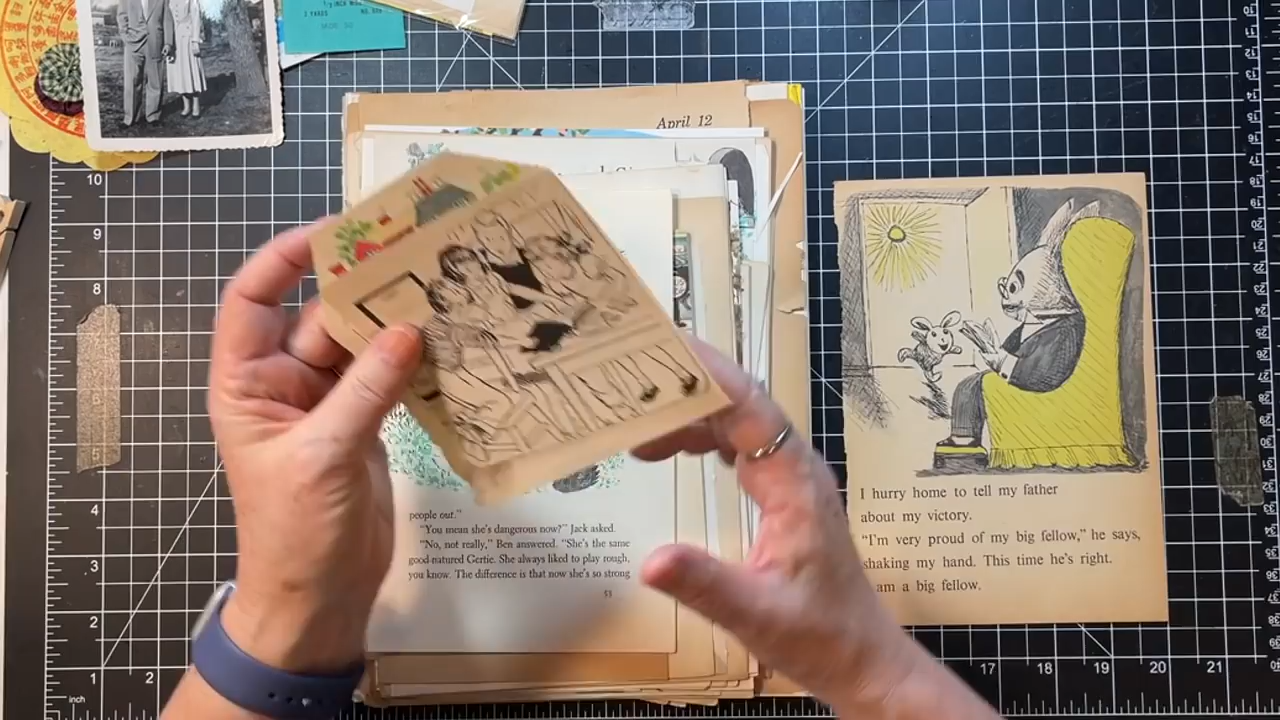 2 YARDS
April 12
people out."
"You mean she's dangerous now?" Jack asked.
"No, not really," Ben answered. "She's the same
good-natured Gertie. She always liked to play rough,
you know. The difference is that now she's so strong
53
I hurry home to tell my father
about my victory.
"I'm very proud of my big fellow," he says,
shaking my hand. This time he's right.
am a big fellow.
10
9
8
5
4
3
2
1 2
inch
17 18 19 20 21